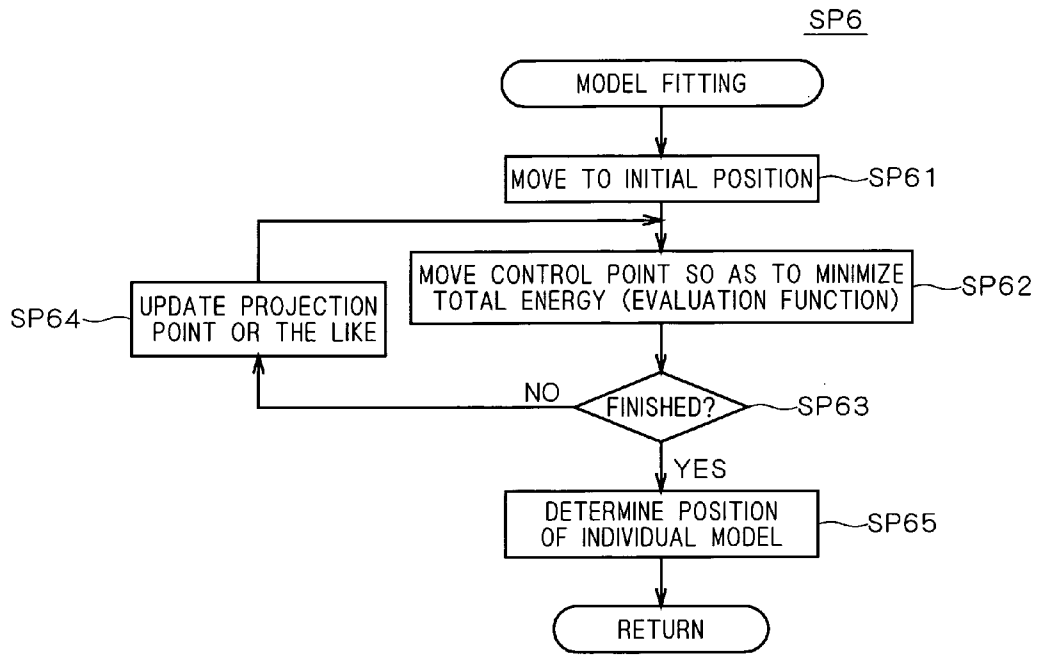 SP6
MODEL FITTING
MOVE TO INITIAL POSITION
SP61
MOVE CONTROL POINT SO AS TO MINIMIZE
TOTAL ENERGY (EVALUATION FUNCTION)
SP62
UPDATE PROJECTION
POINT OR THE LIKE
SP64
NO
FINISHED?
SP63
YES
DETERMINE POSITION
OF INDIVIDUAL MODEL
SP65
RETURN